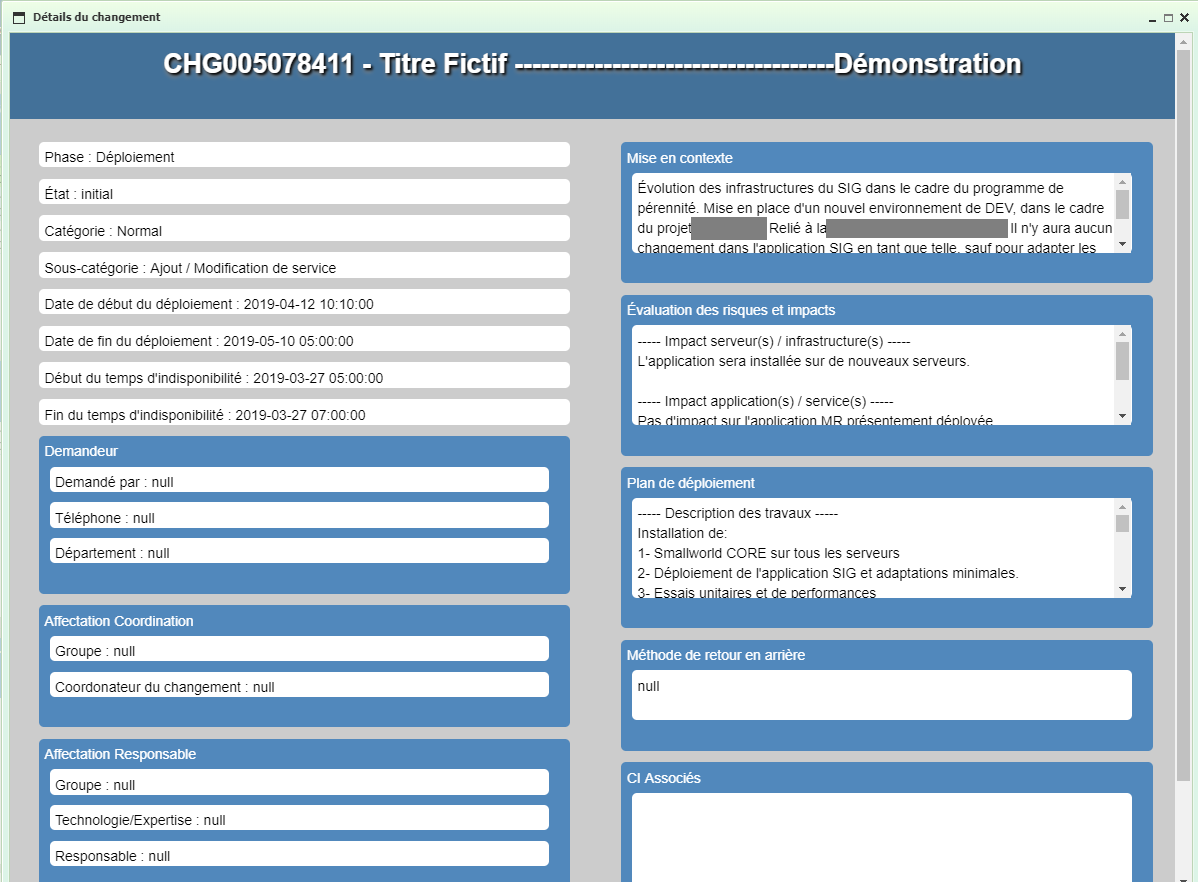 Détails du changement
CHG005078411 - Titre Fictif ------------------------------------Démonstration
Phase : Déploiement
État : initial
Catégorie : Normal
Sous-catégorie : Ajout / Modification de service
Date de début du déploiement : 2019-04-12 10:10:00
Date de fin du déploiement : 2019-05-10 05:00:00
Début du temps d'indisponibilité : 2019-03-27 05:00:00
Fin du temps d'indisponibilité : 2019-03-27 07:00:00
Demandeur
Demandé par : null
Téléphone : null
Département : null
Affectation Coordination
Groupe : null
Coordonateur du changement : null
Affectation Responsable
Groupe : null
Technologie/Expertise : null
Responsable : null
Mise en contexte
Évolution des infrastructures du SIG dans le cadre du programme de
pérennité. Mise en place d'un nouvel environnement de DEV, dans le cadre
du projet Relié à la Il n'y aura aucun
changement dans l'application SIG en tant que telle, sauf pour adapter les
Évaluation des risques et impacts
----- Impact serveur(s) / infrastructure(s) -----
L'application sera installée sur de nouveaux serveurs.
----- Impact application(s) / service(s) -----
Pas d'impact sur l'application MR présentement déployée
Plan de déploiement
----- Description des travaux -----
Installation de:
1- Smallworld CORE sur tous les serveurs
2- Déploiement de l'application SIG et adaptations minimales.
3- Essais unitaires et de performances
Méthode de retour en arrière
null
CI Associés